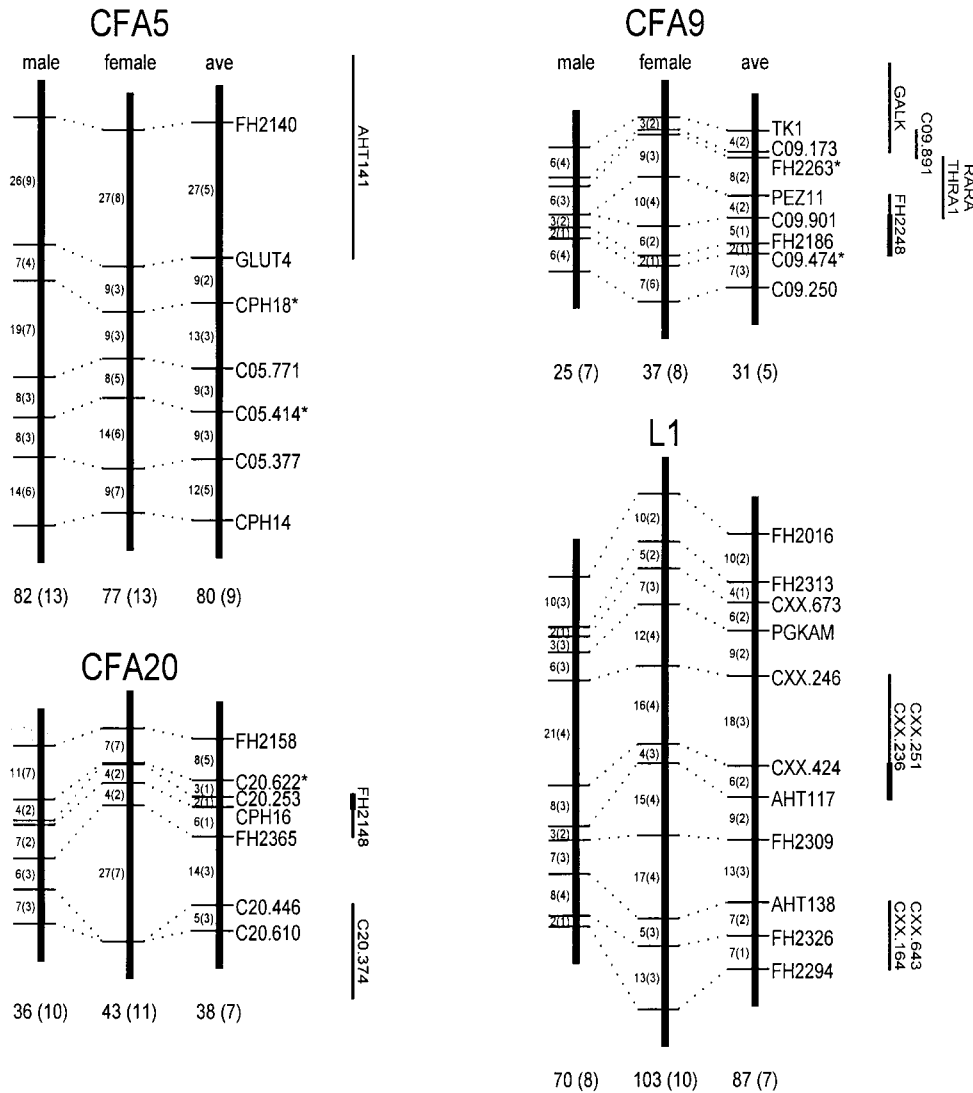 CFA5
male female ave
FH2140
GLUT4
CPH18*
C05.771
C05.414*
C05.377
CPH14
26(9)
7(4)
19(7)
8(3)
8(3)
14(6)
27(8)
9(3)
9(3)
8(5)
14(6)
9(7)
27(5)
9(2)
13(3)
9(3)
9(3)
12(5)
AHT141
82 (13) 77 (13) 80 (9)
CFA9
male female ave
TK1
C09.173
FH2263*
PEZ11
C09.901
FH2186
C09.474*
C09.250
6(4)
6(3)
3(2)
2(1)
6(4)
3(2)
9(3)
10(4)
6(2)
2(1)
7(6)
4(2)
8(2)
4(2)
5(1)
2(1)
7(3)
GALK
C09.891
RARA
THRA1
FH2248
25 (7) 37 (8) 31 (5)
CFA20
FH2158
C20.622*
C20.253
CPH16
FH2365
C20.446
C20.610
11(7)
4(2)
7(2)
6(3)
7(3)
7(7)
4(2)
4(2)
27(7)
8(5)
3(1)
2(1)
6(1)
14(3)
5(3)
FH2148
C20.374
36 (10) 43 (11) 38 (7)
L1
FH2016
FH2313
CXX.673
PGKAM
CXX.246
CXX.424
AHT117
FH2309
AHT138
FH2326
FH2294
10(3)
2(1)
3(3)
6(3)
21(4)
8(3)
3(2)
7(3)
8(4)
2(1)
10(2)
5(2)
7(3)
12(4)
16(4)
4(3)
15(4)
17(4)
5(3)
13(3)
10(2)
4(1)
6(2)
9(2)
18(3)
6(2)
9(2)
13(3)
7(2)
7(1)
CXX.251
CXX.236
CXX.643
CXX.164
70 (8) 103 (10) 87 (7)